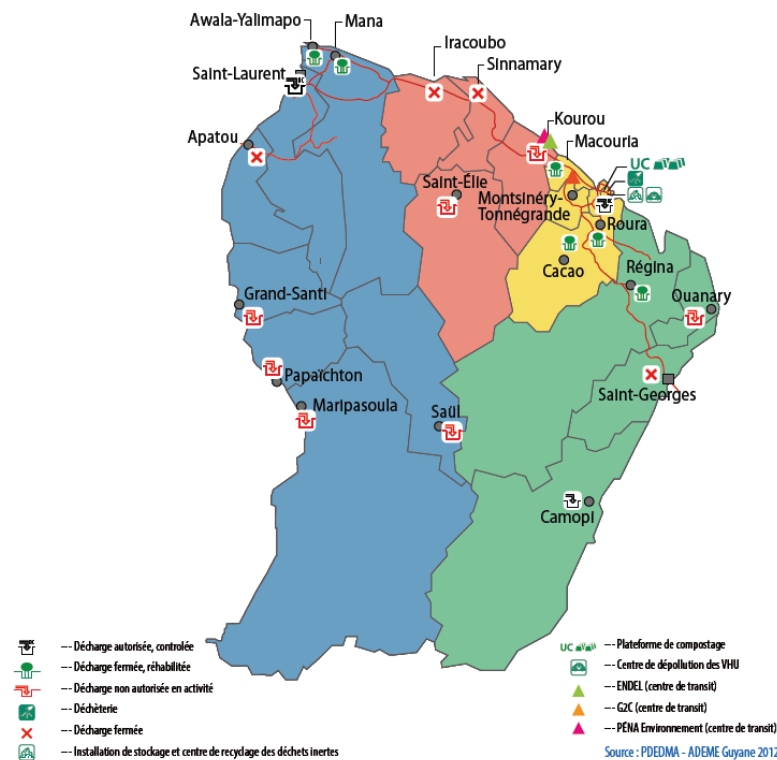 Awala-Yalimapo
Mana
Iracoubo
Sinnamary
Saint-Laurent
Kourou
Macouria
Apatou
UC
Saint-Élie
Montsinéry-
Tonnégrande
Roura
Cacao
Régina
Grand-Santi
Ouanary
Papaïchton
Saint-Georges
Maripasoula
Saül
Camopi
--- Décharge autorisée, controlée
--- Décharge fermée, réhabilitée
--- Décharge non autorisée en activité
--- Déchèterie
--- Décharge fermée
--- Installation de stockage et centre de recyclage des déchets inertes
UC --- Plateforme de compostage
--- Centre de dépollution des VHU
--- ENDEL (centre de transit)
--- G2C (centre de transit)
--- PÉNA Environnement (centre de transit)
Source : PDEDMA - ADEME Guyane 2012